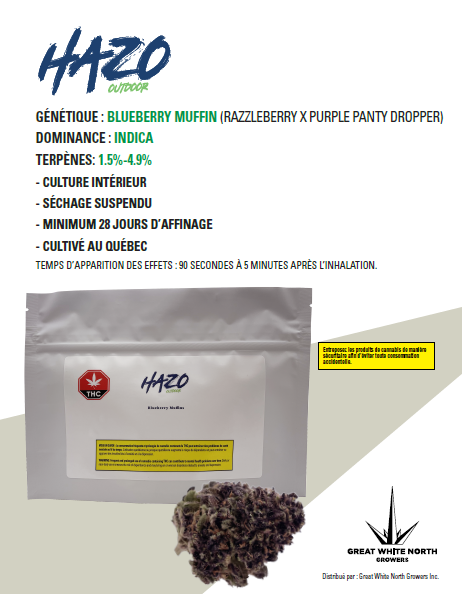 HAZO
OUTDOOR
GÉNÉTIQUE : BLUEBERRY MUFFIN (RAZZLEBERRY X PURPLE PANTY DROPPER)
DOMINANCE : INDICA
TERPÈNES: 1.5%-4.9%
- CULTURE INTÉRIEUR
- SÉCHAGE SUSPENDU
- MINIMUM 28 JOURS D'AFFINAGE
- CULTIVÉ AU QUÉBEC
TEMPS D'APPARITION DES EFFETS : 90 SECONDES À 5 MINUTES APRÈS L'INHALATION.
Entreposez les produits de cannabis de manière
sécuritaire afin d'éviter toute consommation
accidentelle.
THC
HAZO
OUTDOOR
Blueberry Muffins
GREAT WHITE NORTH
GROWERS
Distribué par : Great White North Growers Inc.